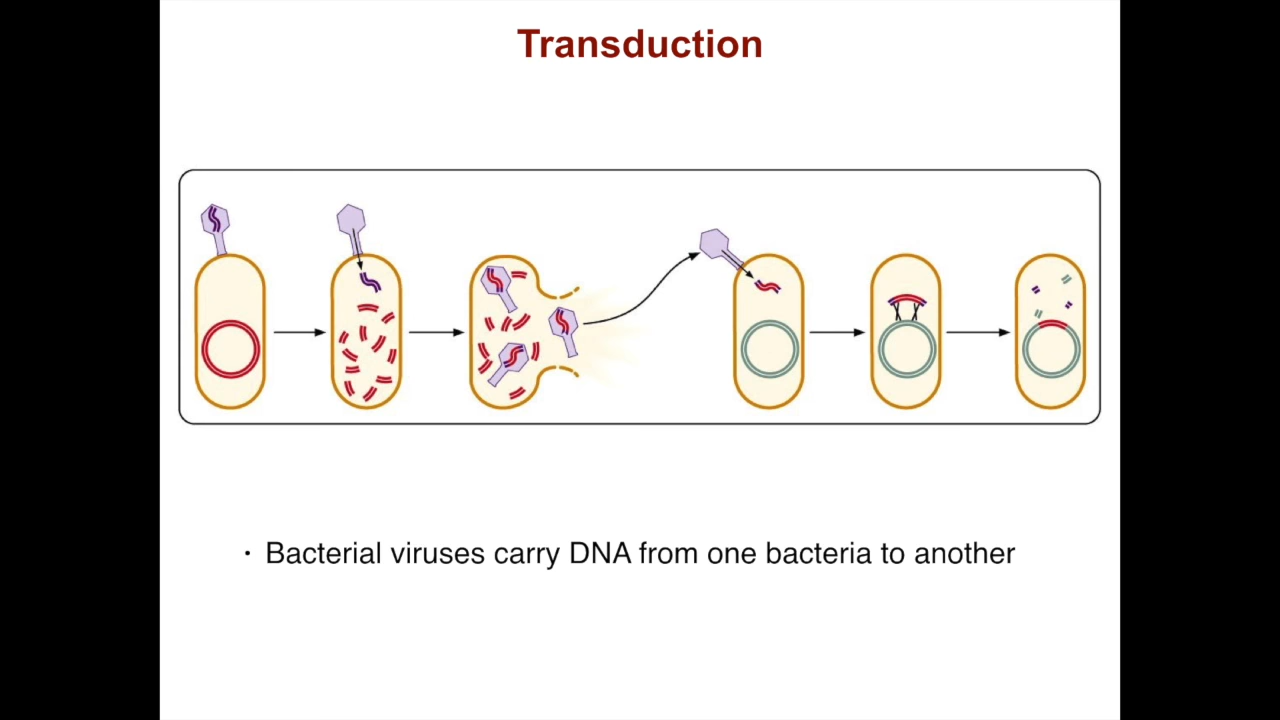 Transduction
· Bacterial viruses carry DNA from one bacteria to another